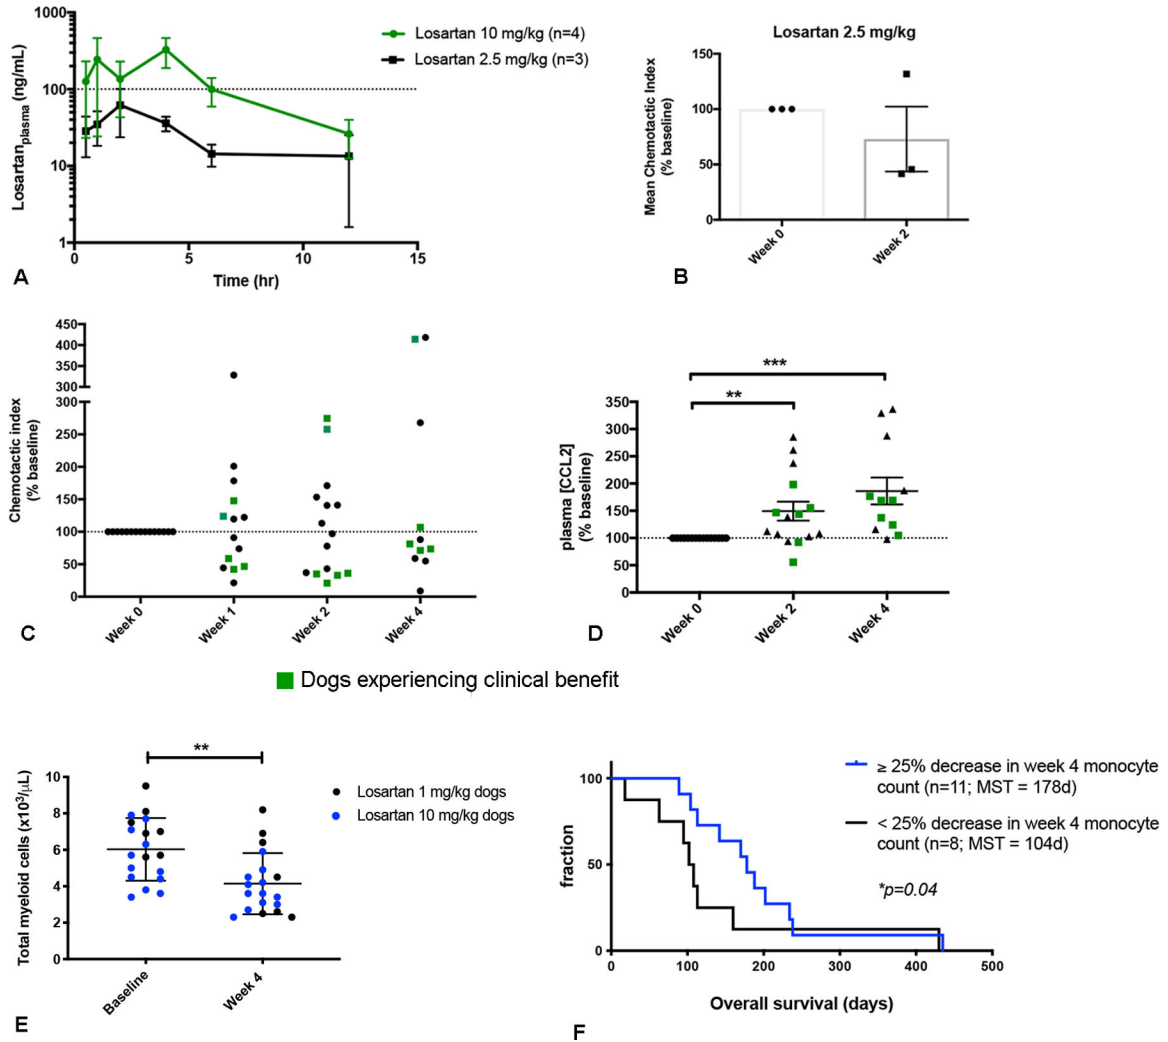 Losartan 10 mg/kg (n=4)
Losartan 2.5 mg/kg (n=3)
Losartanplasma (ng/mL)
1000
100
10
1
0
5
10
15
Time (hr)
A
Losartan 2.5 mg/kg
Mean Chemotactic Index
(% baseline)
150
100
50
0
Week 0
Week 2
B
Chemotactic index
(% baseline)
450
400
350
300
300
250
200
150
100
50
0
Week 0
Week 1
Week 2
Week 4
C
plasma [CCL2]
(% baseline)
***
**
350
300
250
200
150
100
50
0
Week 0
Week 2
Week 4
D
Dogs experiencing clinical benefit
Total myeloid cells (x10³/µL)
**
10
8
6
4
2
0
Baseline
Week 4
Losartan 1 mg/kg dogs
Losartan 10 mg/kg dogs
E
fraction
100
50
0
0
100
200
300
400
500
Overall survival (days)
≥ 25% decrease in week 4 monocyte
count (n=11; MST = 178d)
< 25% decrease in week 4 monocyte
count (n=8; MST = 104d)
*p=0.04
F